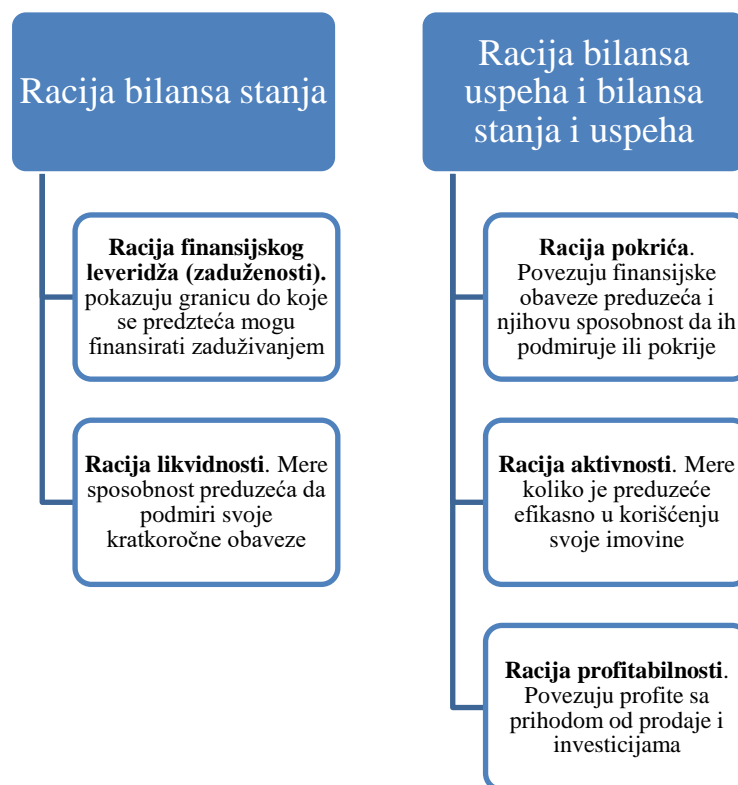 Racija bilansa stanja
Racija finansijskog
leveridža (zaduženosti).
pokazuju granicu do koje
se predzteća mogu
finansirati zaduživanjem
Racija likvidnosti. Mere
sposobnost preduzeća da
podmiri svoje
kratkoročne obaveze
Racija bilansa
uspeha i bilansa
stanja i uspeha
Racija pokrića.
Povezuju finansijske
obaveze preduzeća i
njihovu sposobnost da ih
podmiruje ili pokrije
Racija aktivnosti. Mere
koliko je preduzeće
efikasno u korišćenju
svoje imovine
Racija profitabilnosti.
Povezuju profite sa
prihodom od prodaje i
investicijama